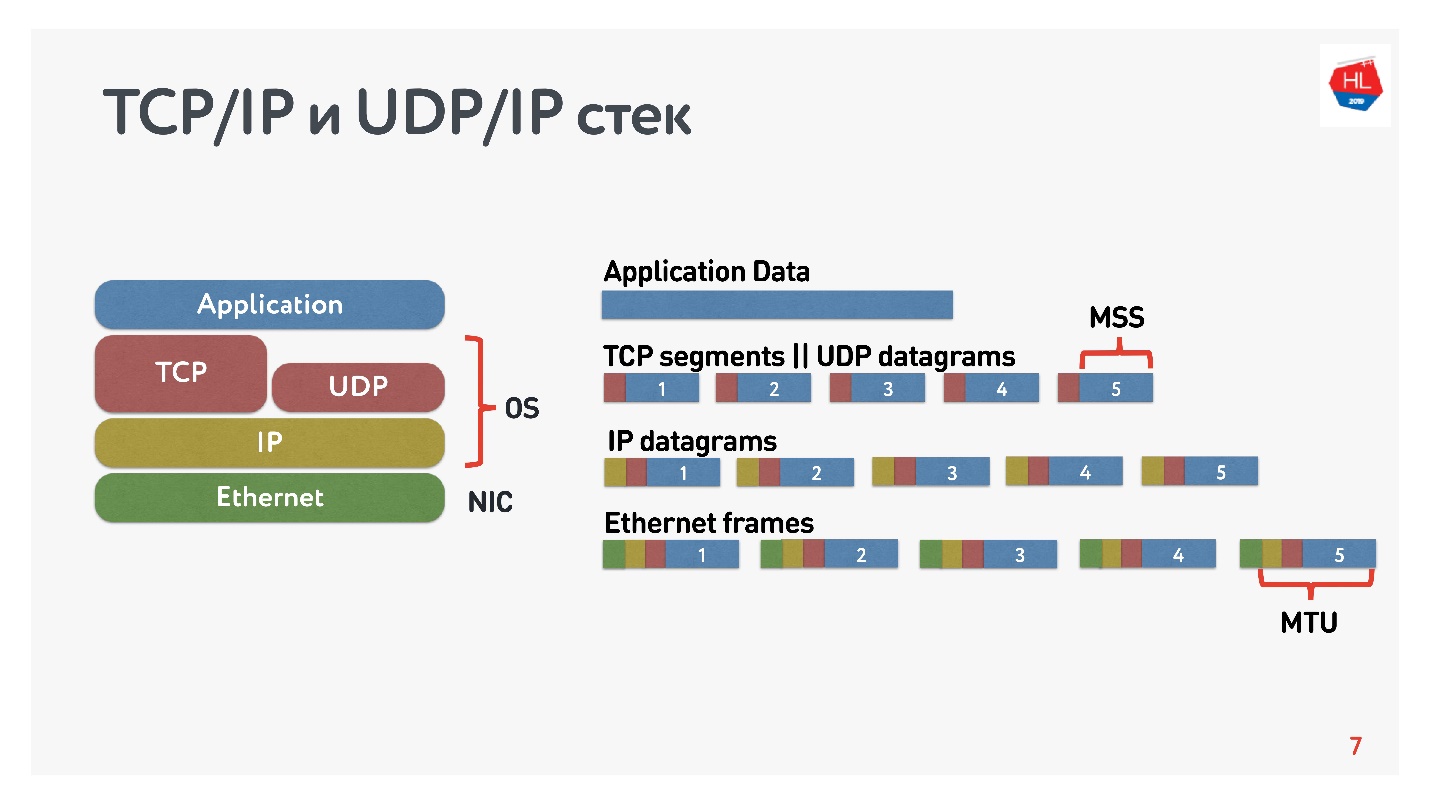 TCP/IP и UDP/IP стек
HL
2019
Application
TCP
UDP
IP
Ethernet
OS
NIC
Application Data
MSS
TCP segments || UDP datagrams
1 2 3 4 5
IP datagrams
1 2 3 4 5
Ethernet frames
1 2 3 4 5
MTU
7